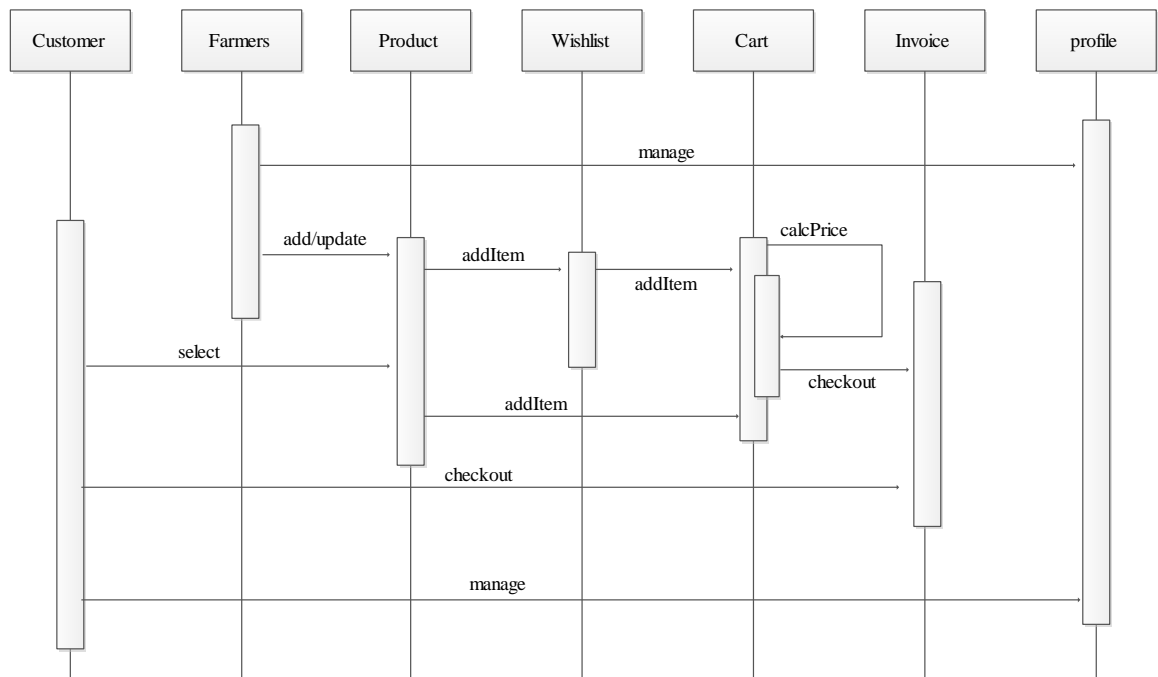 Customer
Farmers
Product
Wishlist
Cart
Invoice
profile
manage
calcPrice
add/update
addItem
addItem
select
checkout
addItem
checkout
manage